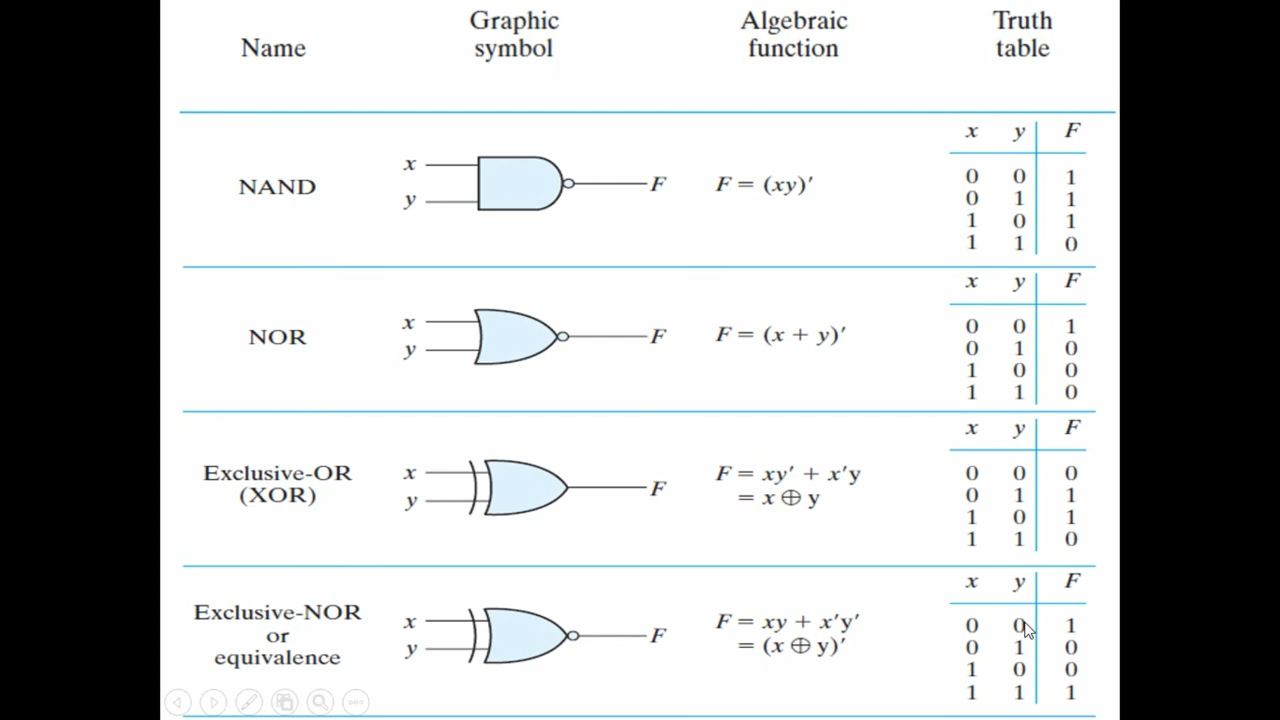 Name
Graphic symbol
Algebraic function
Truth table
NAND
x
y
F
F = (xy)′
x y F
0 0 1
0 1 1
1 0 1
1 1 0
NOR
x
y
F
F = (x + y)′
x y F
0 0 1
0 1 0
1 0 0
1 1 0
Exclusive-OR
(XOR)
x
y
F
F = xy′ + x′y
= x ⊕ y
x y F
0 0 0
0 1 1
1 0 1
1 1 0
Exclusive-NOR
or
equivalence
x
y
F
F = xy + x′y′
= (x ⊕ y)′
x y F
0 0 1
0 1 0
1 0 0
1 1 1